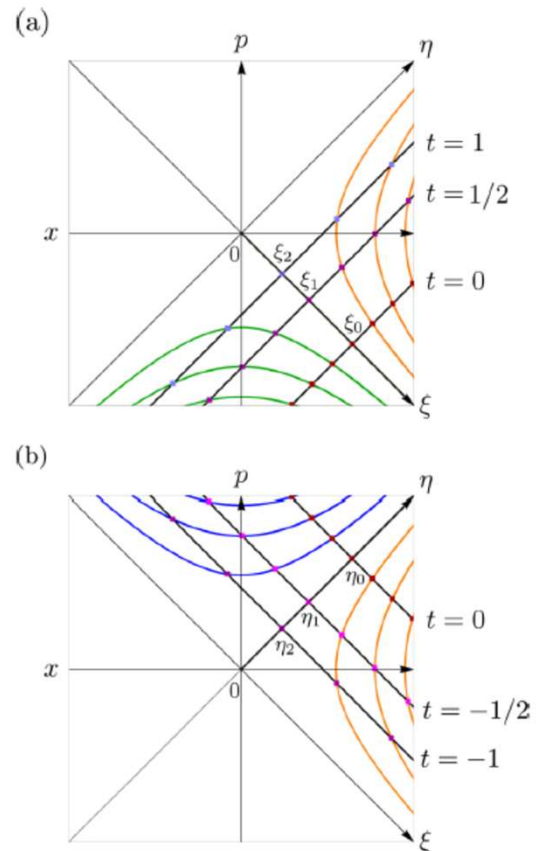 (a)
p
η
t = 1
t = 1/2
x
0
ξ₂
ξ₁
t = 0
ξ₀
ξ
(b)
p
η
η₀
η₁
t = 0
η₂
x
0
t = −1/2
t = −1
ξ